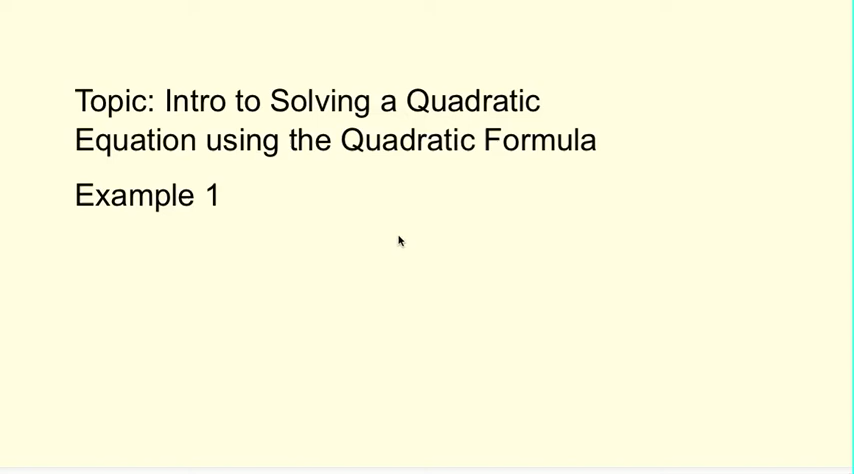 Topic: Intro to Solving a Quadratic
Equation using the Quadratic Formula
Example 1